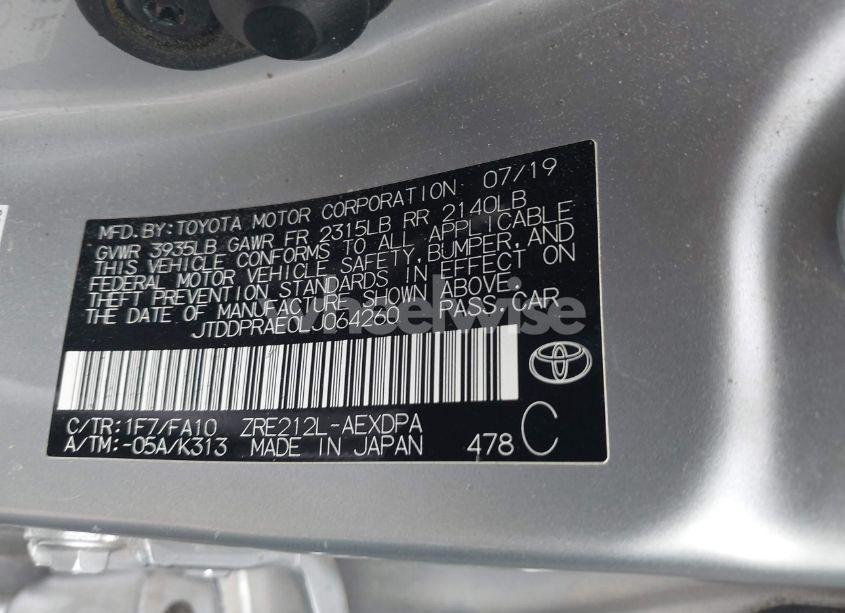 MFD.BY:TOYOTA MOTOR CORPORATION 07/19
GVWR 3935LB GAWR FR 2315LB RR 2140LB
THIS VEHICLE CONFORMS TO ALL APPLICABLE
FEDERAL MOTOR VEHICLE SAFETY,BUMPER,AND
THEFT PREVENTION STANDARDS IN EFFECT ON
THE DATE OF MANUFACTURE SHOWN ABOVE.
JTDDPRAE0LJ064260 PASS.CAR
wheelwise
C/TR:1F7/FA10 ZRE212L-AEXDPA
A/TM:-05A/K313 MADE IN JAPAN 478 C